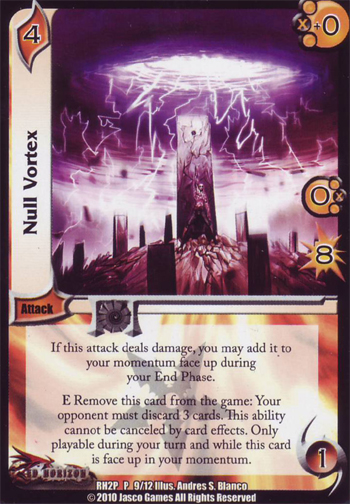 4
+0
X
Null Vortex
0
X
8
Attack
If this attack deals damage, you may add it to
your momentum face up during
your End Phase.
E Remove this card from the game: Your
opponent must discard 3 cards. This ability
cannot be canceled by card effects. Only
playable during your turn and while this card
is face up in your momentum.
HORIZON
1
RH2P P 9/12 Illus. Andres S. Blanco
© 2010 Jasco Games All Rights Reserved